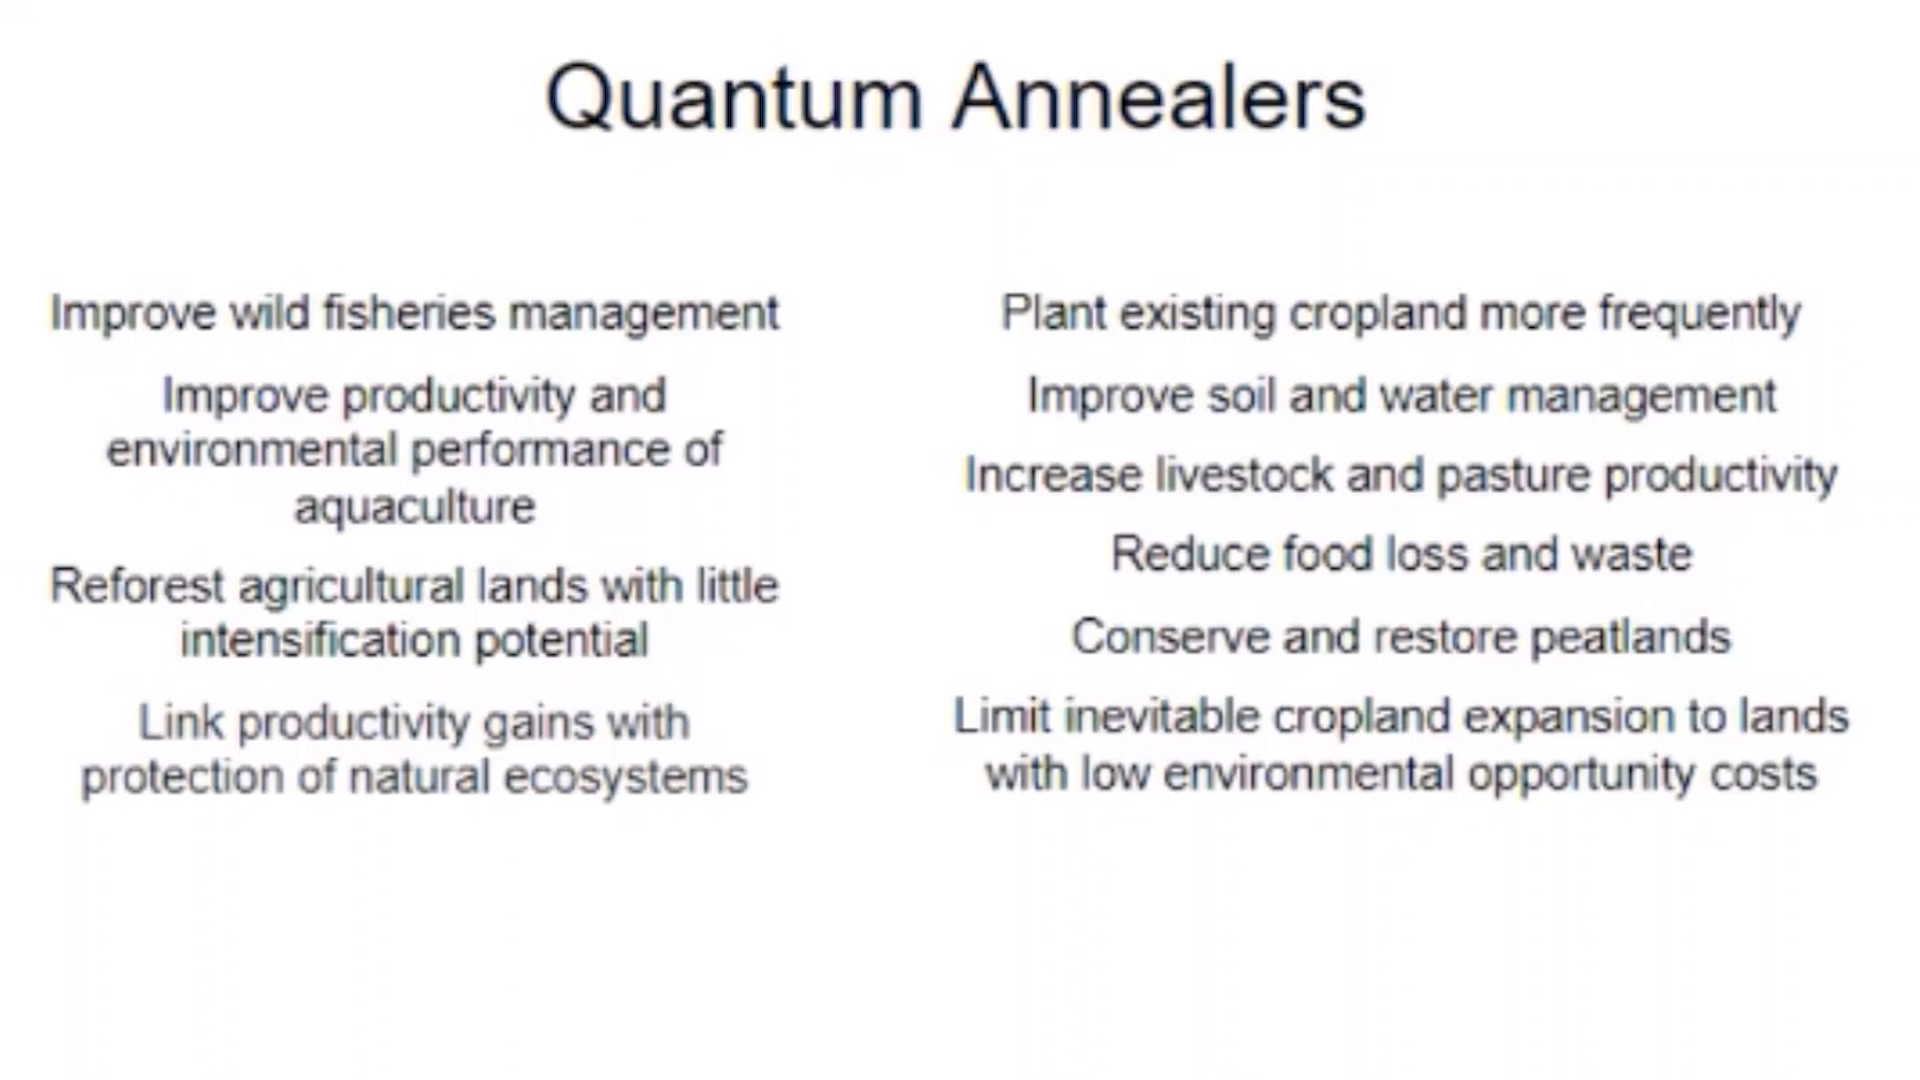 Quantum Annealers
Improve wild fisheries management
Improve productivity and
environmental performance of
aquaculture
Reforest agricultural lands with little
intensification potential
Link productivity gains with
protection of natural ecosystems
Plant existing cropland more frequently
Improve soil and water management
Increase livestock and pasture productivity
Reduce food loss and waste
Conserve and restore peatlands
Limit inevitable cropland expansion to lands
with low environmental opportunity costs